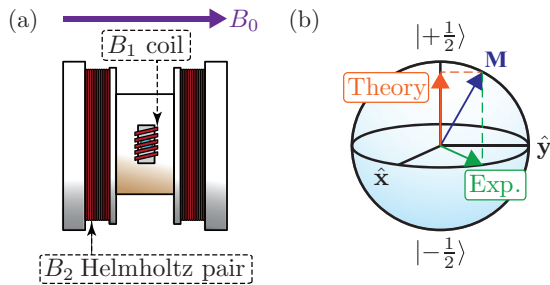 (a)
B₀
B₁ coil
B₂ Helmholtz pair
(b)
|+½⟩
M
Theory
ŷ
x̂
Exp.
|−½⟩